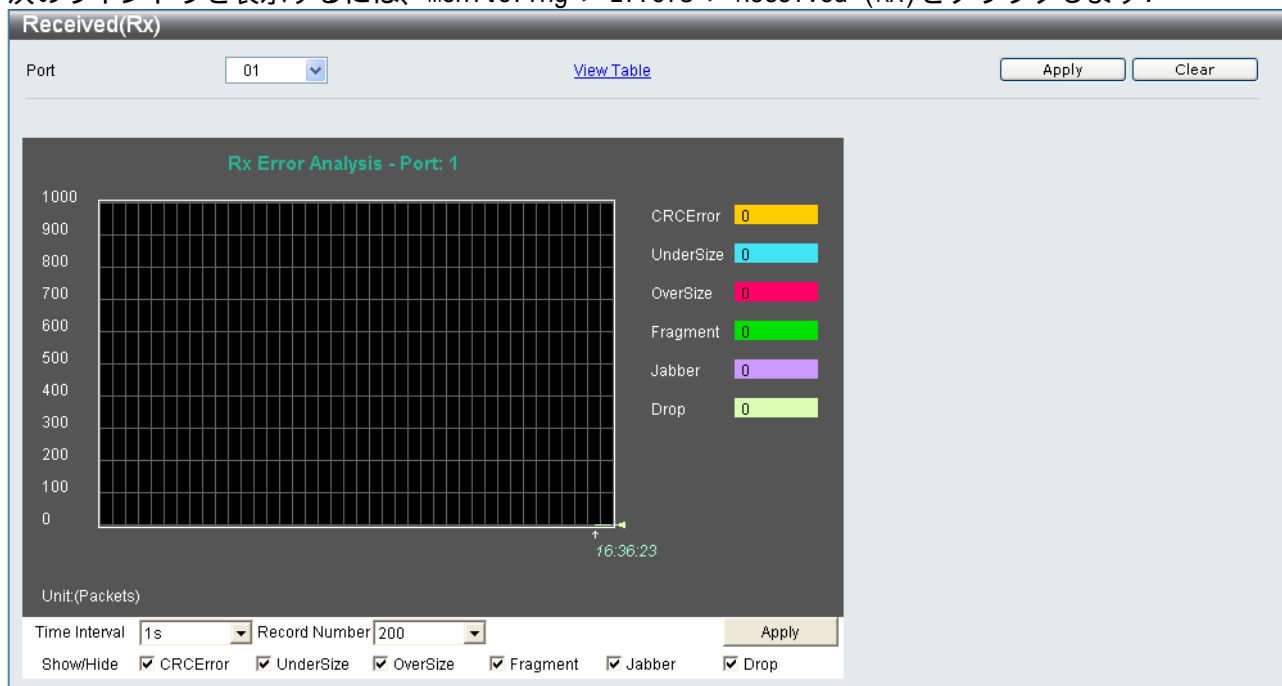 Received(Rx)
Port 01 View Table Apply Clear
Rx Error Analysis - Port: 1
1000
900
800
700
600
500
400
300
200
100
0
CRCError 0
UnderSize 0
OverSize 0
Fragment 0
Jabber 0
Drop 0
16:36:23
Unit:(Packets)
Time Interval 1s Record Number 200 Apply
Show/Hide CRCError UnderSize OverSize Fragment Jabber Drop